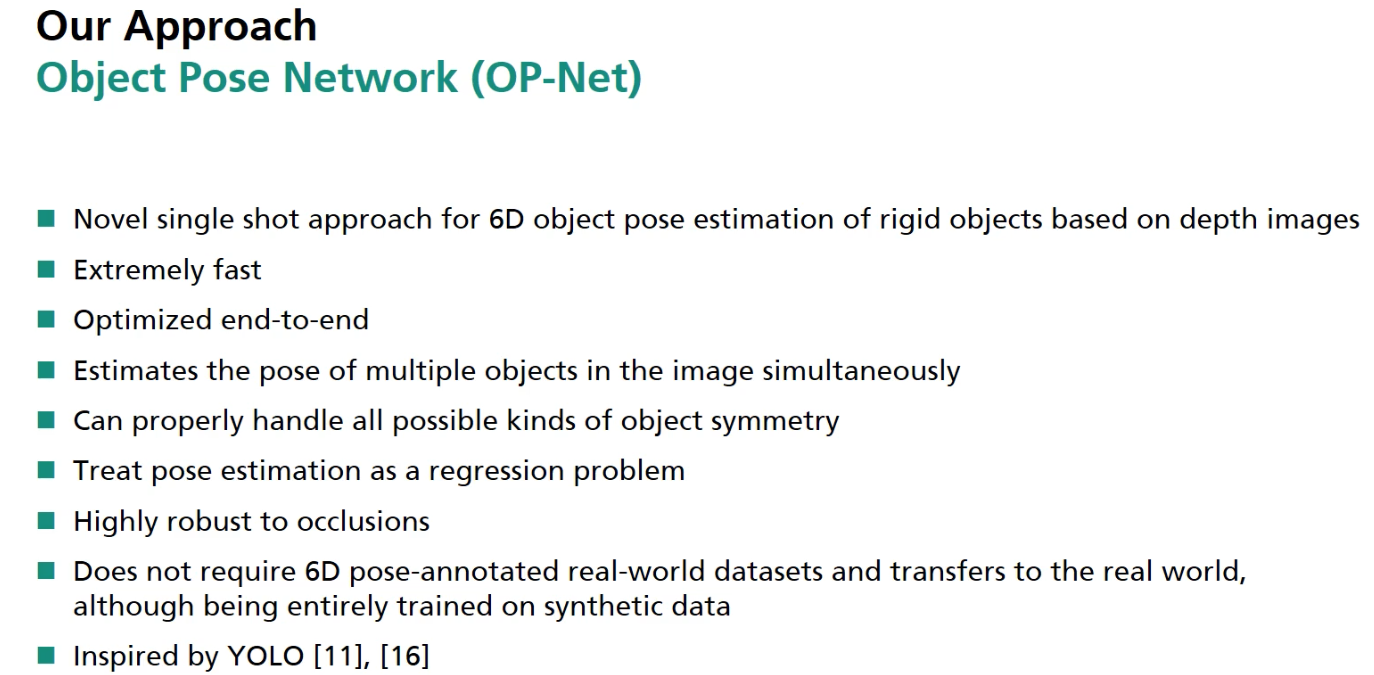 Our Approach
Object Pose Network (OP-Net)
Novel single shot approach for 6D object pose estimation of rigid objects based on depth images
Extremely fast
Optimized end-to-end
Estimates the pose of multiple objects in the image simultaneously
Can properly handle all possible kinds of object symmetry
Treat pose estimation as a regression problem
Highly robust to occlusions
Does not require 6D pose-annotated real-world datasets and transfers to the real world,
although being entirely trained on synthetic data
Inspired by YOLO [11], [16]